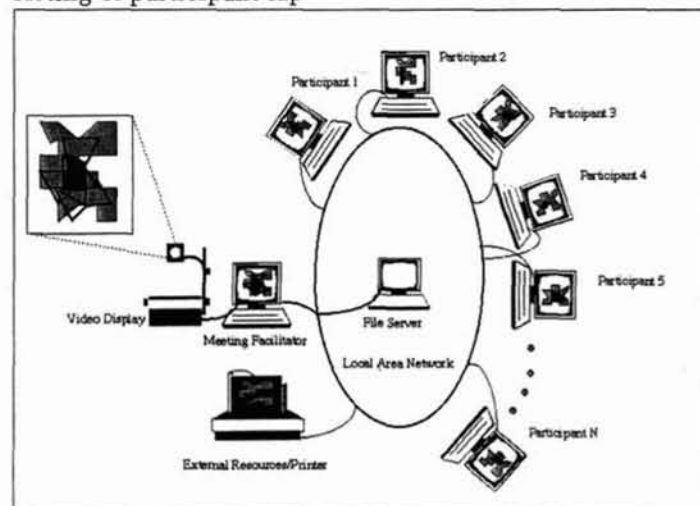 Participant 2
Participant 1
Participant 3
Participant 4
Participant 5
Video Display
Meeting Facilitator
File Server
Local Area Network
Participant N
External Resources/Printer